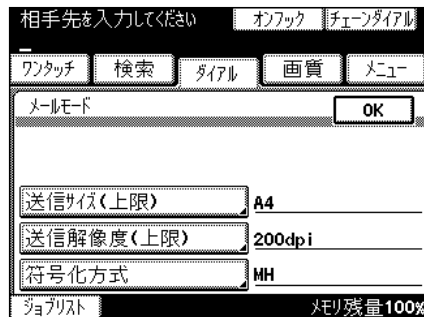 相手先を入力してください オンフック チェーンダイアル
ワンタッチ 検索 ダイアル 画質 メニュー
メールモード OK
送信サイズ(上限) A4
送信解像度(上限) 200dpi
符号化方式 MH
ジョブリスト メモリ残量100%